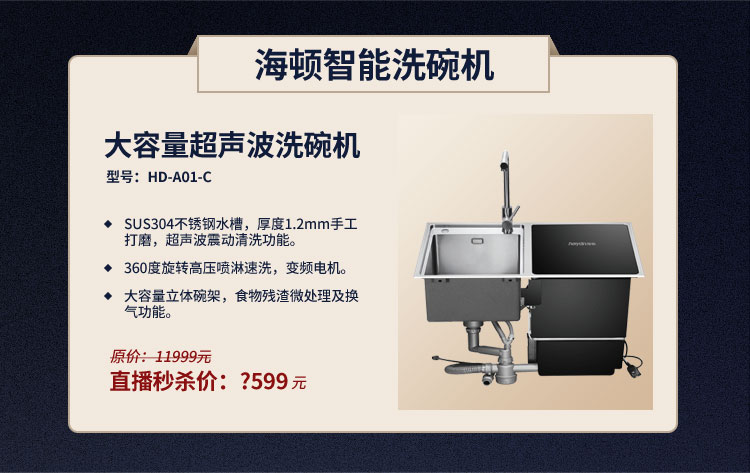 海顿智能洗碗机
大容量超声波洗碗机
型号：HD-A01-C
SUS304不锈钢水槽，厚度1.2mm手工
打磨，超声波震动清洗功能。
360度旋转高压喷淋速洗，变频电机。
大容量立体碗架，食物残渣微处理及换
气功能。
原价：11999元
直播秒杀价：?599 元